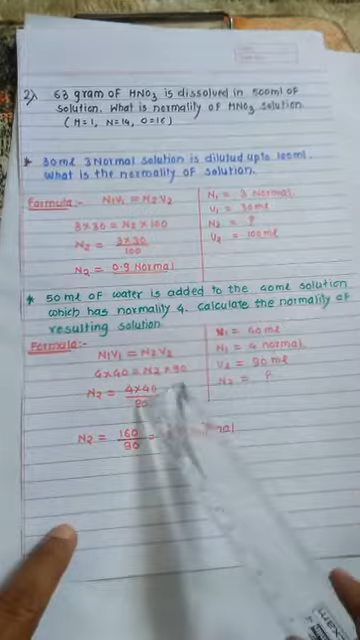 2) 63 gram of HNO3 is dissolved in 500ml of
solution. What is normality of HNO3 solution
(H=1, N=14, O=16)
* 30ml 3 Normal solution is diluted upto 100ml.
What is the normality of solution.
Formula:- N1V1 = N2V2
3×30 = N2×100
N2 = 3×30
100
N2 = 0.9 Normal
N1 = 3 Normal
V1 = 30ml
N2 = ?
V2 = 100ml
* 50 ml of water is added to the 40ml solution
which has normality 4. calculate the normality of
resulting solution
Formula:-
N1V1 = N2V2
4×40 = N2×90
N2 = 4×40
90
N2 = 160
90
=
= 40ml
N1 = 4 normal
V2 = 90 ml
N2 = ?